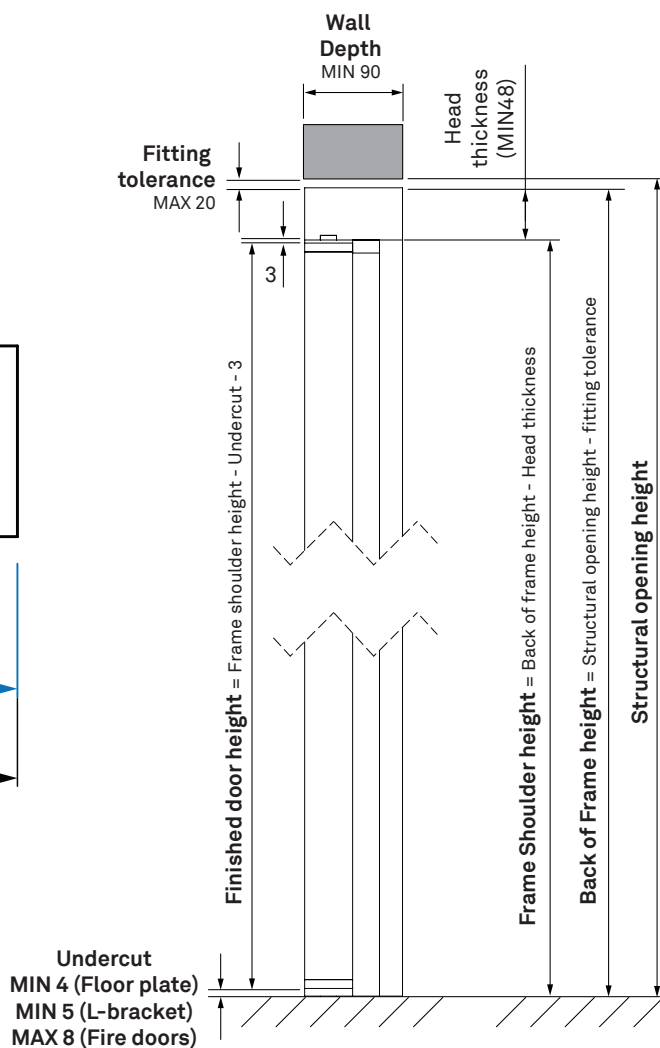 Wall
Depth
MIN 90
Head
thickness
(MIN48)
Fitting
tolerance
MAX 20
3
Finished door height = Frame shoulder height - Undercut - 3
Frame Shoulder height = Back of frame height - Head thickness
Back of Frame height = Structural opening height - fitting tolerance
Structural opening height
Undercut
MIN 4 (Floor plate)
MIN 5 (L-bracket)
MAX 8 (Fire doors)